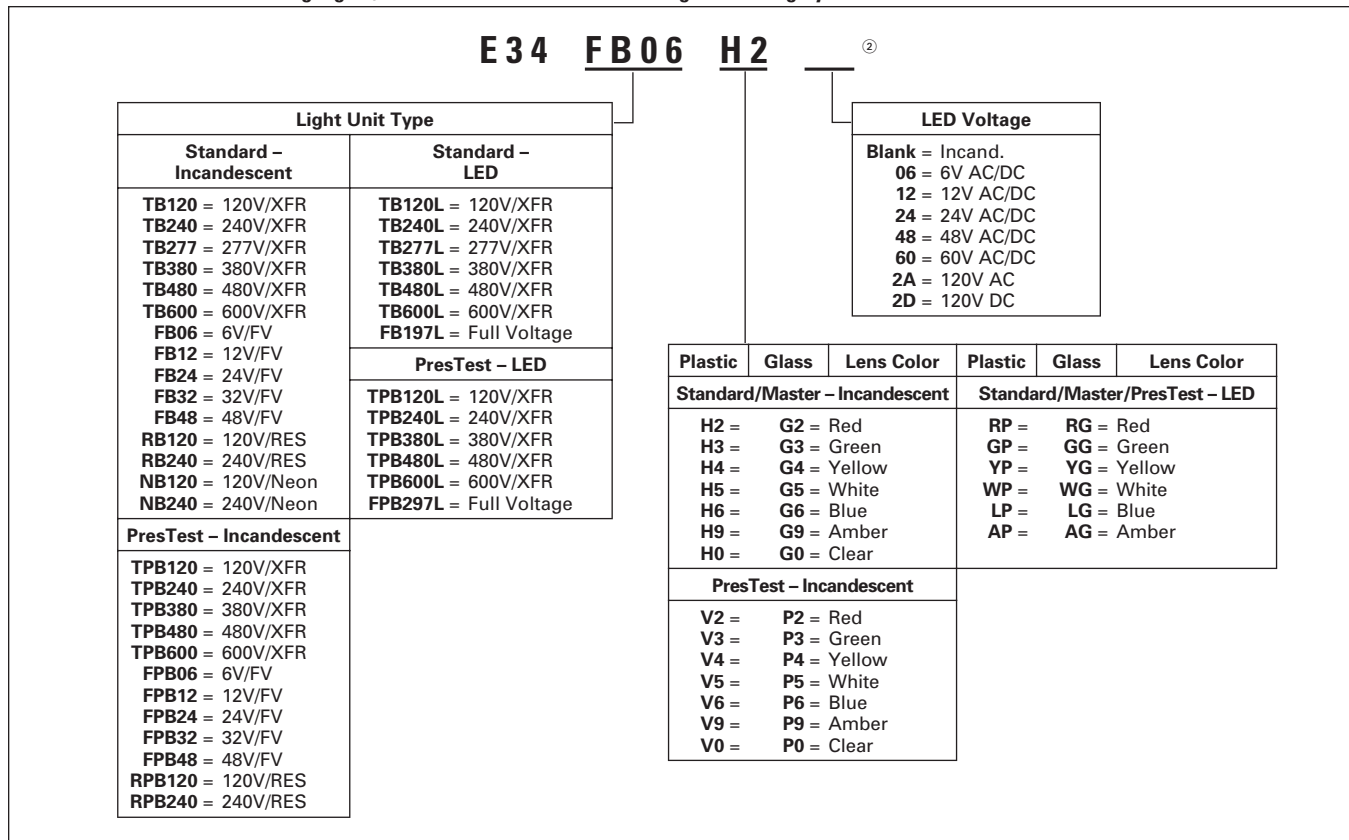 E34 FB06 H2 __ ②
Light Unit Type
Standard –
Incandescent
TB120 = 120V/XFR
TB240 = 240V/XFR
TB277 = 277V/XFR
TB380 = 380V/XFR
TB480 = 480V/XFR
TB600 = 600V/XFR
FB06 = 6V/FV
FB12 = 12V/FV
FB24 = 24V/FV
FB32 = 32V/FV
FB48 = 48V/FV
RB120 = 120V/RES
RB240 = 240V/RES
NB120 = 120V/Neon
NB240 = 240V/Neon
PresTest – Incandescent
TPB120 = 120V/XFR
TPB240 = 240V/XFR
TPB380 = 380V/XFR
TPB480 = 480V/XFR
TPB600 = 600V/XFR
FPB06 = 6V/FV
FPB12 = 12V/FV
FPB24 = 24V/FV
FPB32 = 32V/FV
FPB48 = 48V/FV
RPB120 = 120V/RES
RPB240 = 240V/RES
Standard –
LED
TB120L = 120V/XFR
TB240L = 240V/XFR
TB277L = 277V/XFR
TB380L = 380V/XFR
TB480L = 480V/XFR
TB600L = 600V/XFR
FB197L = Full Voltage
PresTest – LED
TPB120L = 120V/XFR
TPB240L = 240V/XFR
TPB380L = 380V/XFR
TPB480L = 480V/XFR
TPB600L = 600V/XFR
FPB297L = Full Voltage
LED Voltage
Blank = Incand.
06 = 6V AC/DC
12 = 12V AC/DC
24 = 24V AC/DC
48 = 48V AC/DC
60 = 60V AC/DC
2A = 120V AC
2D = 120V DC
Plastic Glass Lens Color Plastic Glass Lens Color
Standard/Master – Incandescent
H2 = G2 = Red
H3 = G3 = Green
H4 = G4 = Yellow
H5 = G5 = White
H6 = G6 = Blue
H9 = G9 = Amber
H0 = G0 = Clear
PresTest – Incandescent
V2 = P2 = Red
V3 = P3 = Green
V4 = P4 = Yellow
V5 = P5 = White
V6 = P6 = Blue
V9 = P9 = Amber
V0 = P0 = Clear
Standard/Master/PresTest – LED
RP = RG = Red
GP = GG = Green
YP = YG = Yellow
WP = WG = White
LP = LG = Blue
AP = AG = Amber